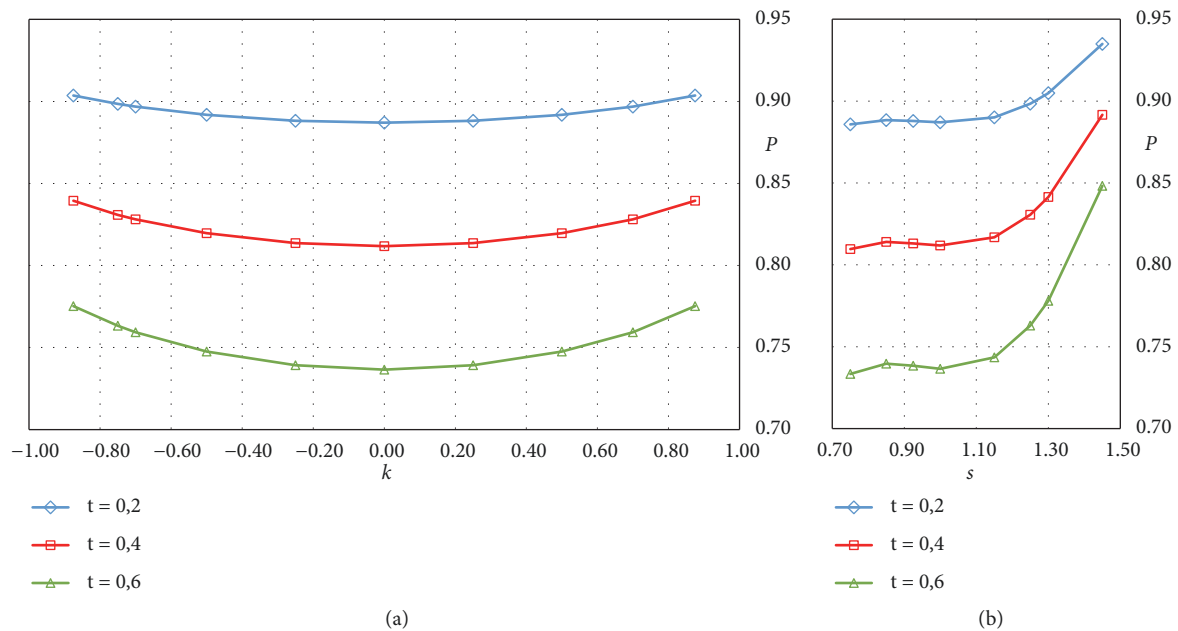 0.95
0.90
P
0.85
0.80
0.75
0.70
−1.00 −0.80 −0.60 −0.40 −0.20 0.00 0.20 0.40 0.60 0.80 1.00
k
t = 0,2
t = 0,4
t = 0,6
(a)
0.95
0.90
P
0.85
0.80
0.75
0.70
0.70 0.90 1.10 1.30 1.50
s
t = 0,2
t = 0,4
t = 0,6
(b)